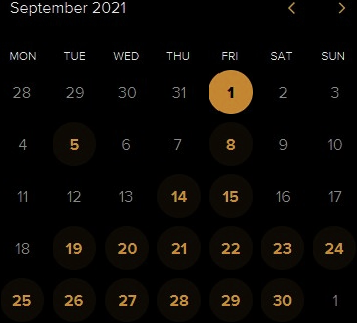 September 2021
MON TUE WED THU FRI SAT SUN
28 29 30 31 1 2 3
4 5 6 7 8 9 10
11 12 13 14 15 16 17
18 19 20 21 22 23 24
25 26 27 28 29 30 1